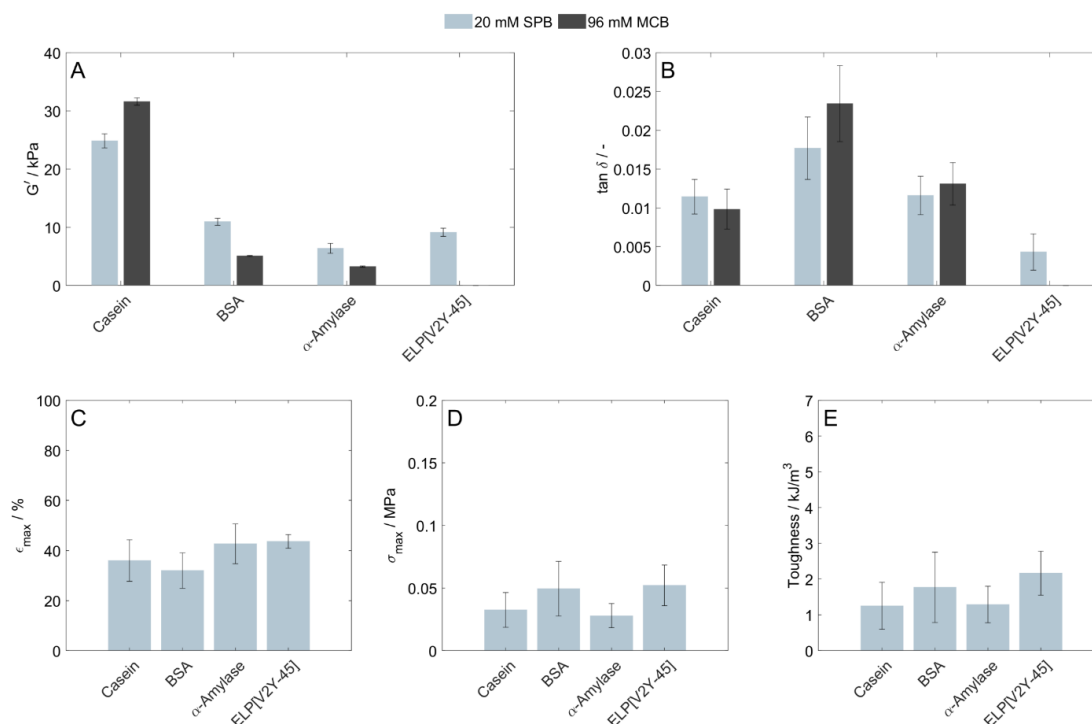 20 mM SPB 96 mM MCB
A
G′ / kPa
40
30
20
10
0
Casein
BSA
α-Amylase
ELP[V2Y-45]
B
tan δ / -
0.03
0.025
0.02
0.015
0.01
0.005
0
Casein
BSA
α-Amylase
ELP[V2Y-45]
C
ϵmax / %
100
80
60
40
20
0
Casein
BSA
α-Amylase
ELP[V2Y-45]
D
σmax / MPa
0.2
0.15
0.1
0.05
0
Casein
BSA
α-Amylase
ELP[V2Y-45]
E
Toughness / kJ/m³
7
6
5
4
3
2
1
0
Casein
BSA
α-Amylase
ELP[V2Y-45]